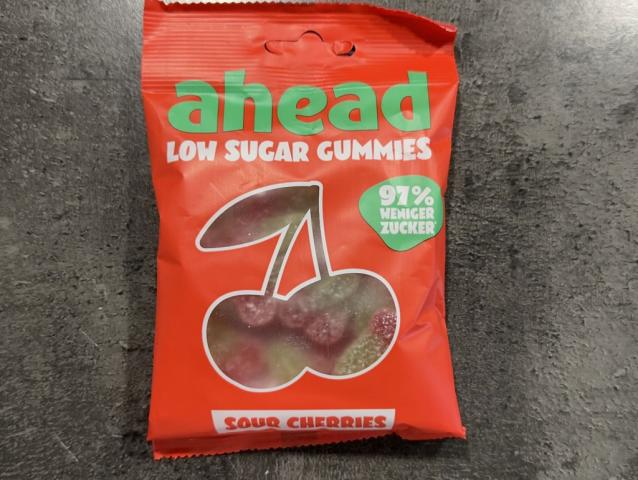 ahead
LOW SUGAR GUMMIES
97%
WENIGER
ZUCKER*
SOUR CHERRIES